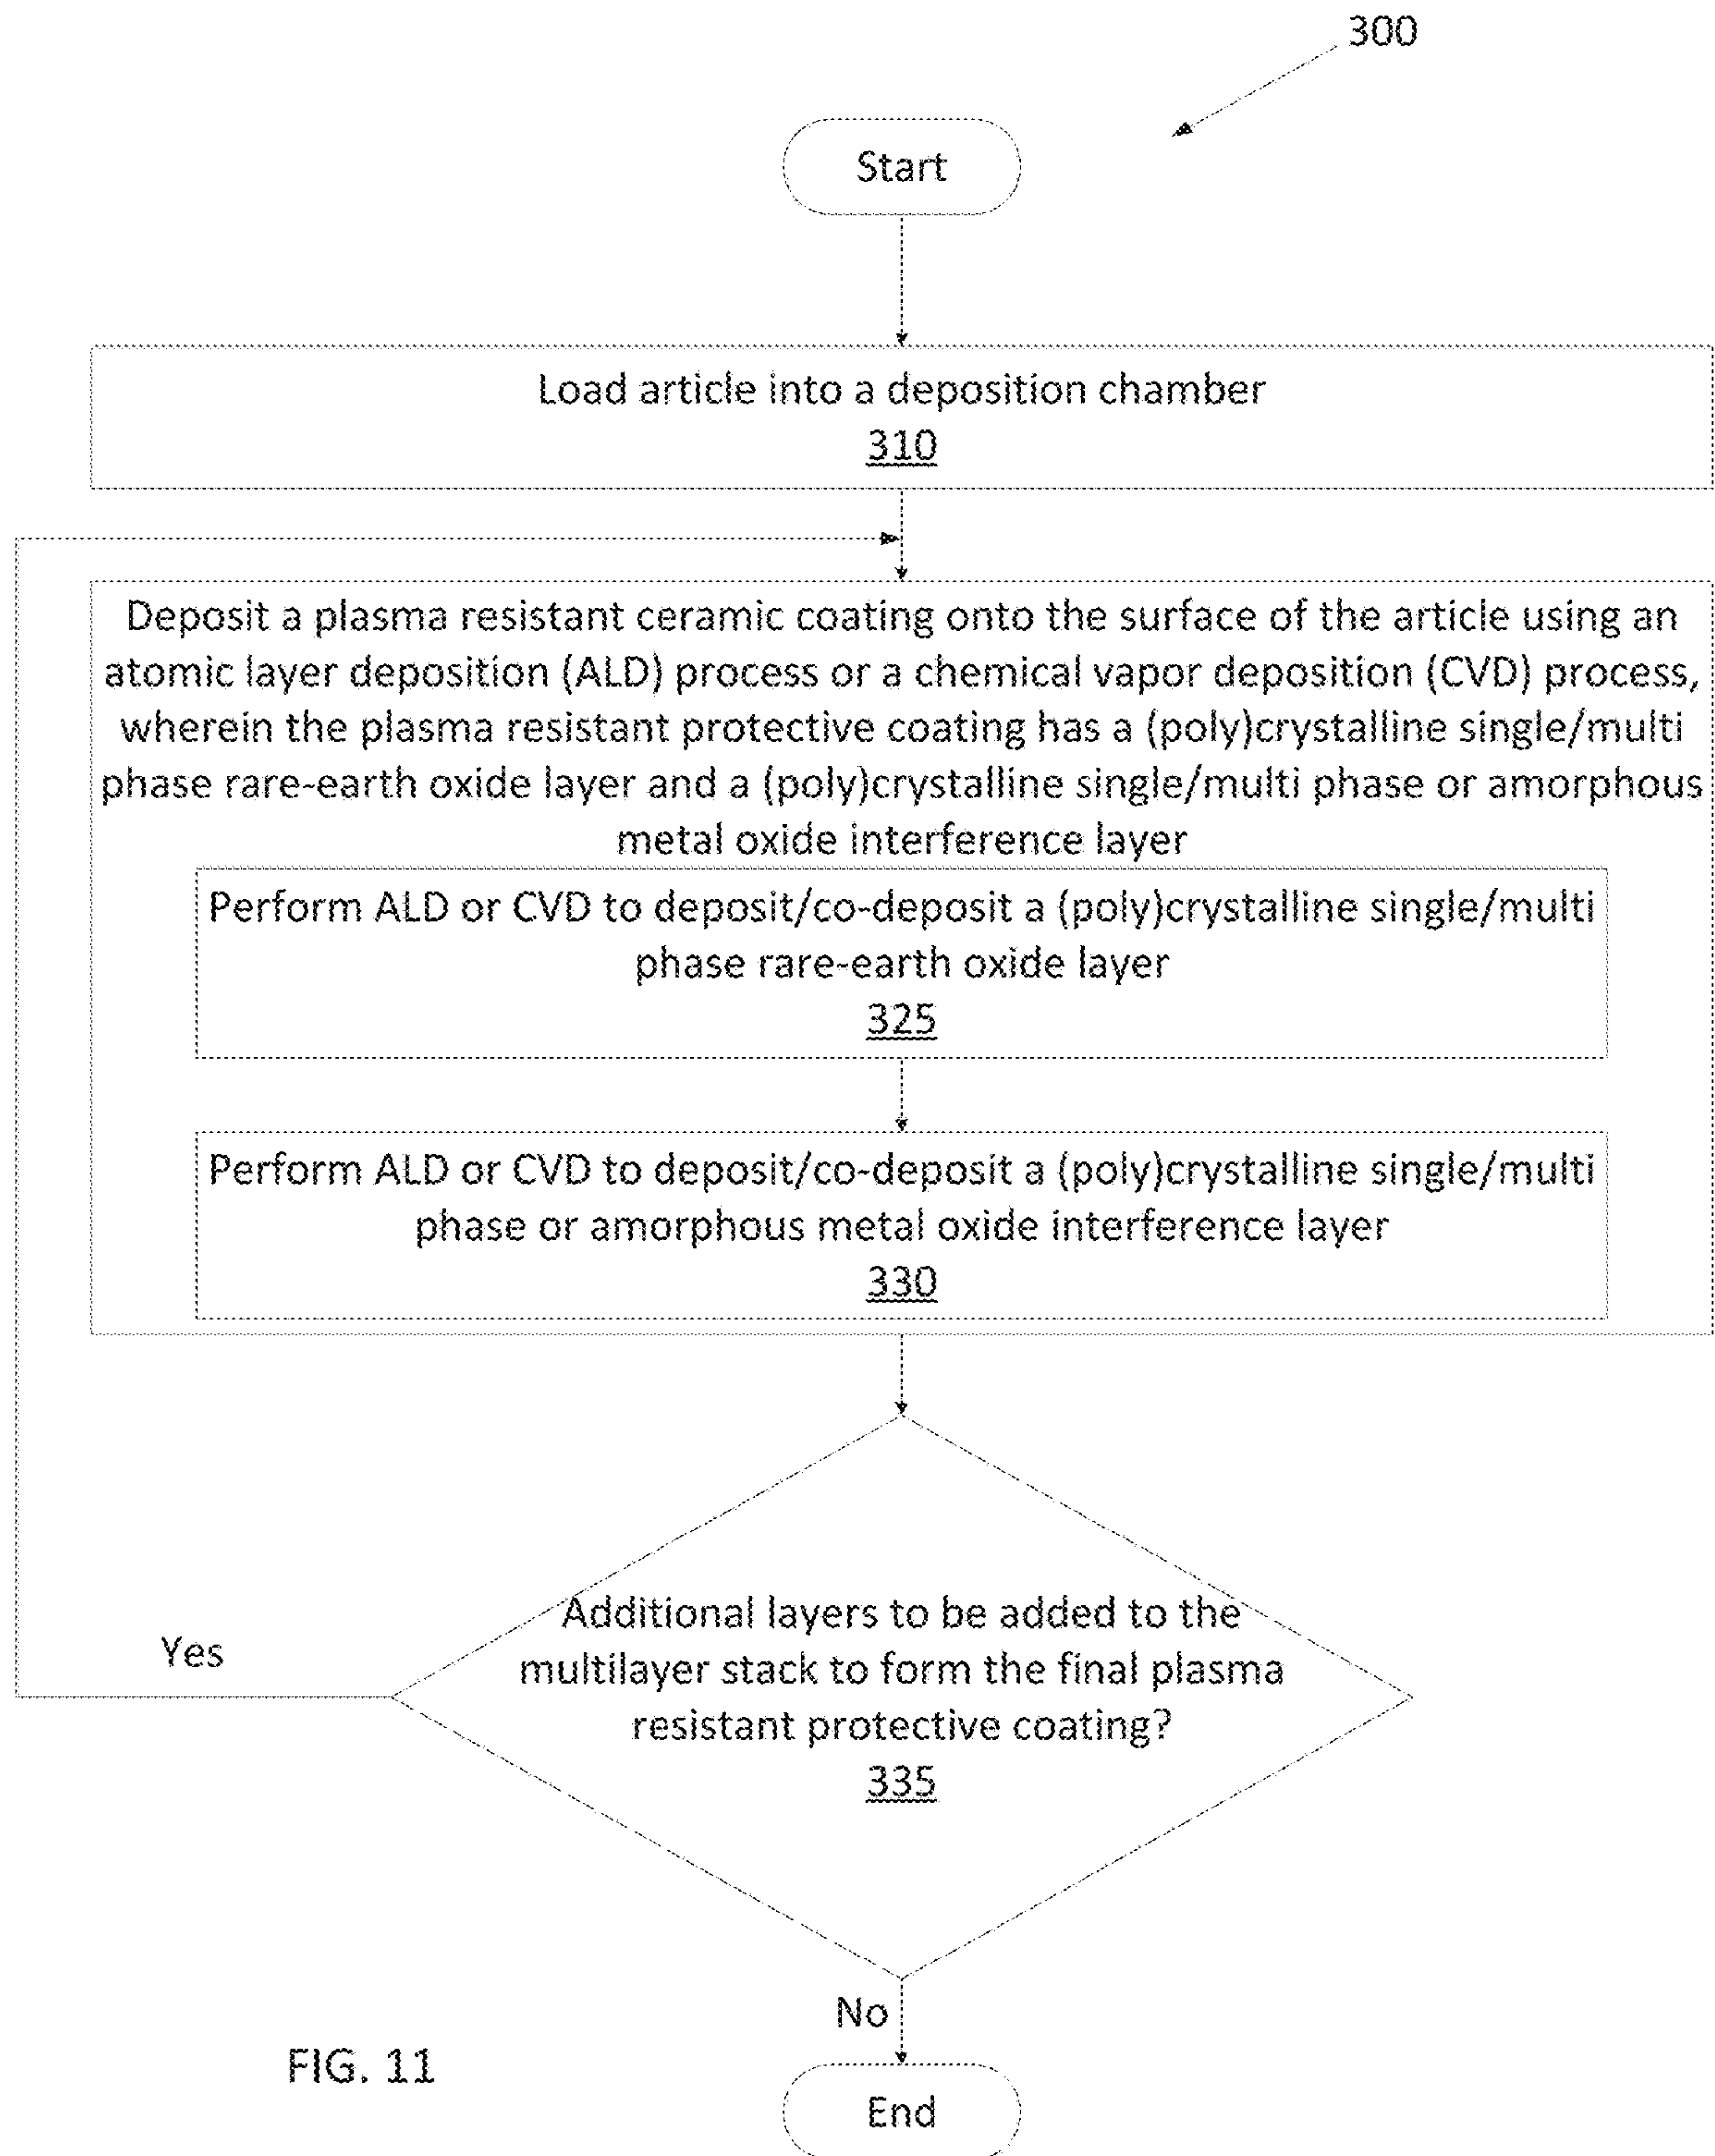 300
Start
Load article into a deposition chamber
310
Deposit a plasma resistant ceramic coating onto the surface of the article using an
atomic layer deposition (ALD) process or a chemical vapor deposition (CVD) process,
wherein the plasma resistant protective coating has a (poly)crystalline single/multi
phase rare-earth oxide layer and a (poly)crystalline single/multi phase or amorphous
metal oxide interference layer
Perform ALD or CVD to deposit/co-deposit a (poly)crystalline single/multi
phase rare-earth oxide layer
325
Perform ALD or CVD to deposit/co-deposit a (poly)crystalline single/multi
phase or amorphous metal oxide interference layer
330
Additional layers to be added to the
multilayer stack to form the final plasma
resistant protective coating?
335
Yes
No
End
FIG. 11